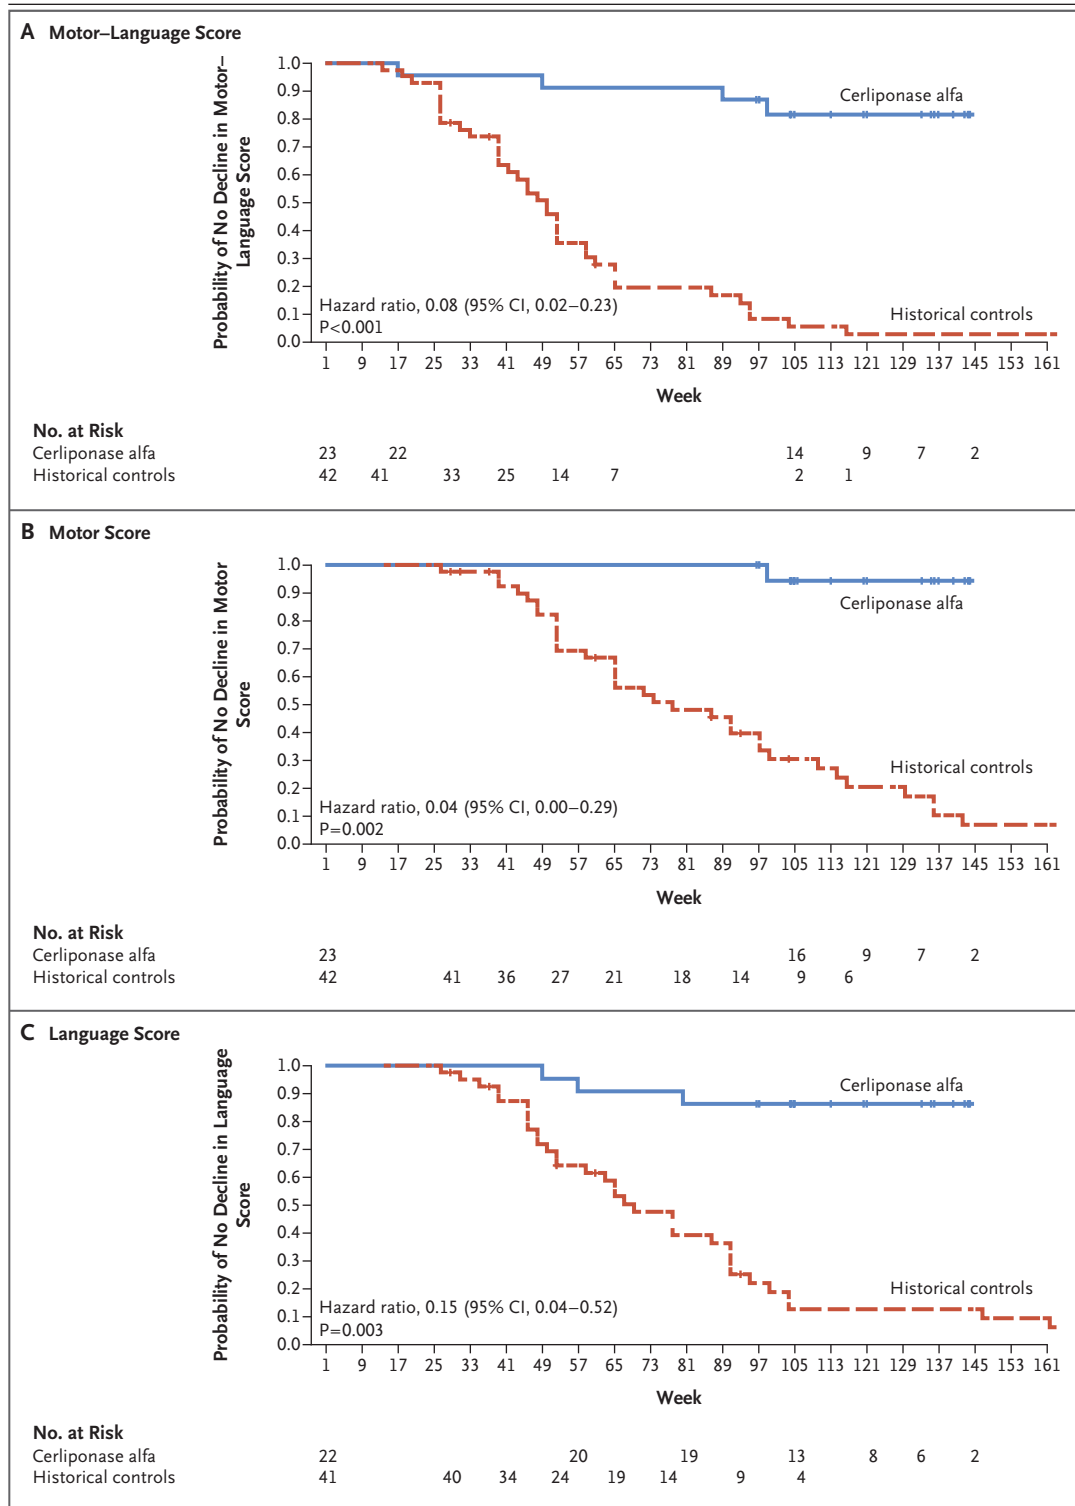 A Motor–Language Score
Probability of No Decline in Motor–
Language Score
1.0
0.9
0.8
0.7
0.6
0.5
0.4
0.3
0.2
0.1
0.0
Cerliponase alfa
Historical controls
Hazard ratio, 0.08 (95% CI, 0.02–0.23)
P<0.001
1 9 17 25 33 41 49 57 65 73 81 89 97 105 113 121 129 137 145 153 161
Week
No. at Risk
Cerliponase alfa 23 22 14 9 7 2
Historical controls 42 41 33 25 14 7 2 1
B Motor Score
Probability of No Decline in Motor
Score
1.0
0.9
0.8
0.7
0.6
0.5
0.4
0.3
0.2
0.1
0.0
Cerliponase alfa
Historical controls
Hazard ratio, 0.04 (95% CI, 0.00–0.29)
P=0.002
1 9 17 25 33 41 49 57 65 73 81 89 97 105 113 121 129 137 145 153 161
Week
No. at Risk
Cerliponase alfa 23 16 9 7 2
Historical controls 42 41 36 27 21 18 14 9 6
C Language Score
Probability of No Decline in Language
Score
1.0
0.9
0.8
0.7
0.6
0.5
0.4
0.3
0.2
0.1
0.0
Cerliponase alfa
Historical controls
Hazard ratio, 0.15 (95% CI, 0.04–0.52)
P=0.003
1 9 17 25 33 41 49 57 65 73 81 89 97 105 113 121 129 137 145 153 161
Week
No. at Risk
Cerliponase alfa 22 20 19 13 8 6 2
Historical controls 41 40 34 24 19 14 9 4